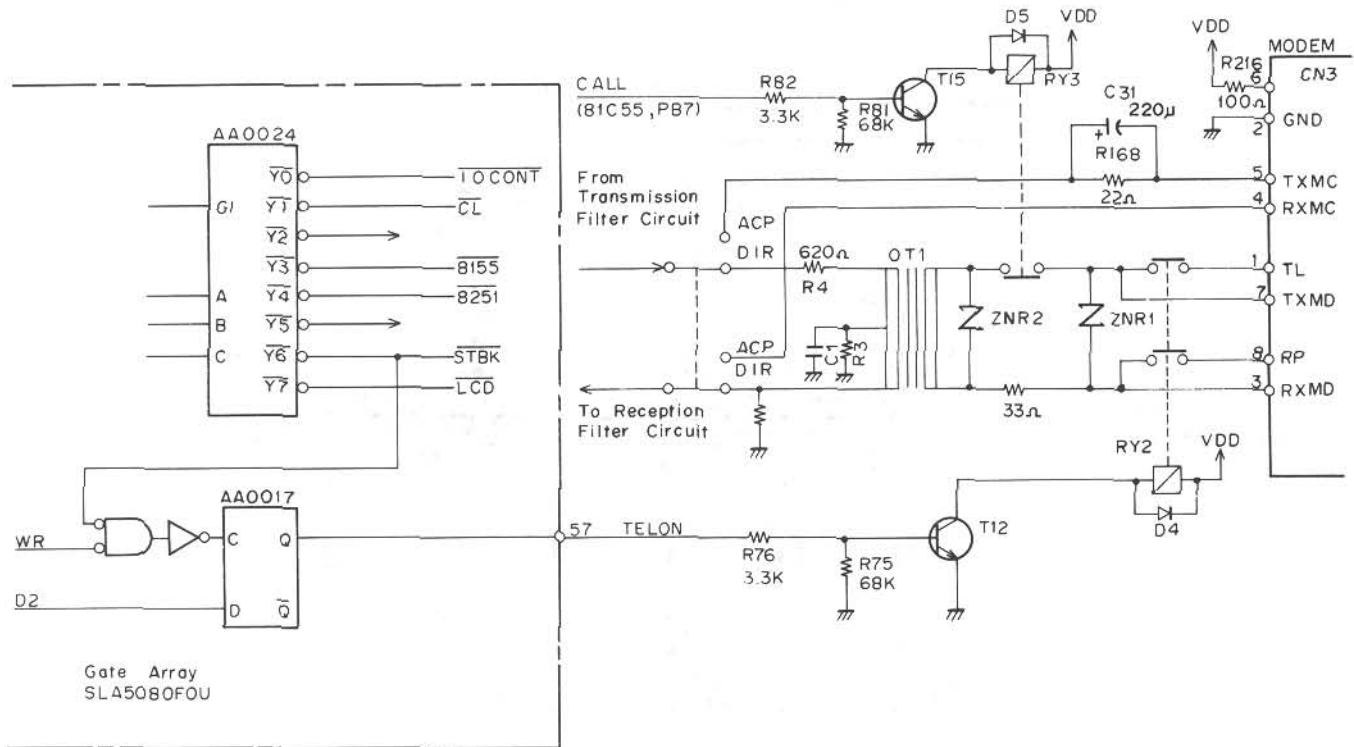 D5
VDD
VDD
MODEM
CN3
R216
6
100Ω
GND
2
T15
RY3
CALL
(81C55,PB7)
R82
3.3K
R81
68K
C31
220μ
+
R168
22Ω
5
TXMC
4
RXMC
AA0024
G1
A
B
C
Y0
Y1
Y2
Y3
Y4
Y5
Y6
Y7
IOCONT
CL
8155
8251
STBK
LCD
From
Transmission
Filter Circuit
ACP
DIR
620Ω
R4
OT1
ZNR2
ZNR1
1
TL
7
TXMD
8
RP
3
RXMD
ACP
DIR
C1
R3
33Ω
To Reception
Filter Circuit
RY2
VDD
D4
AA0017
WR
C
Q
D2
D
Q
57
TELON
R76
3.3K
R75
68K
T12
Gate Array
SLA5080F0U